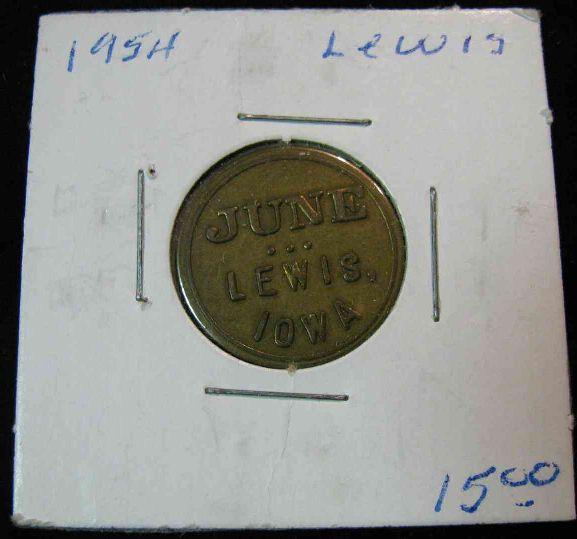 1954 Lewis
JUNE
LEWIS,
IOWA
15.00